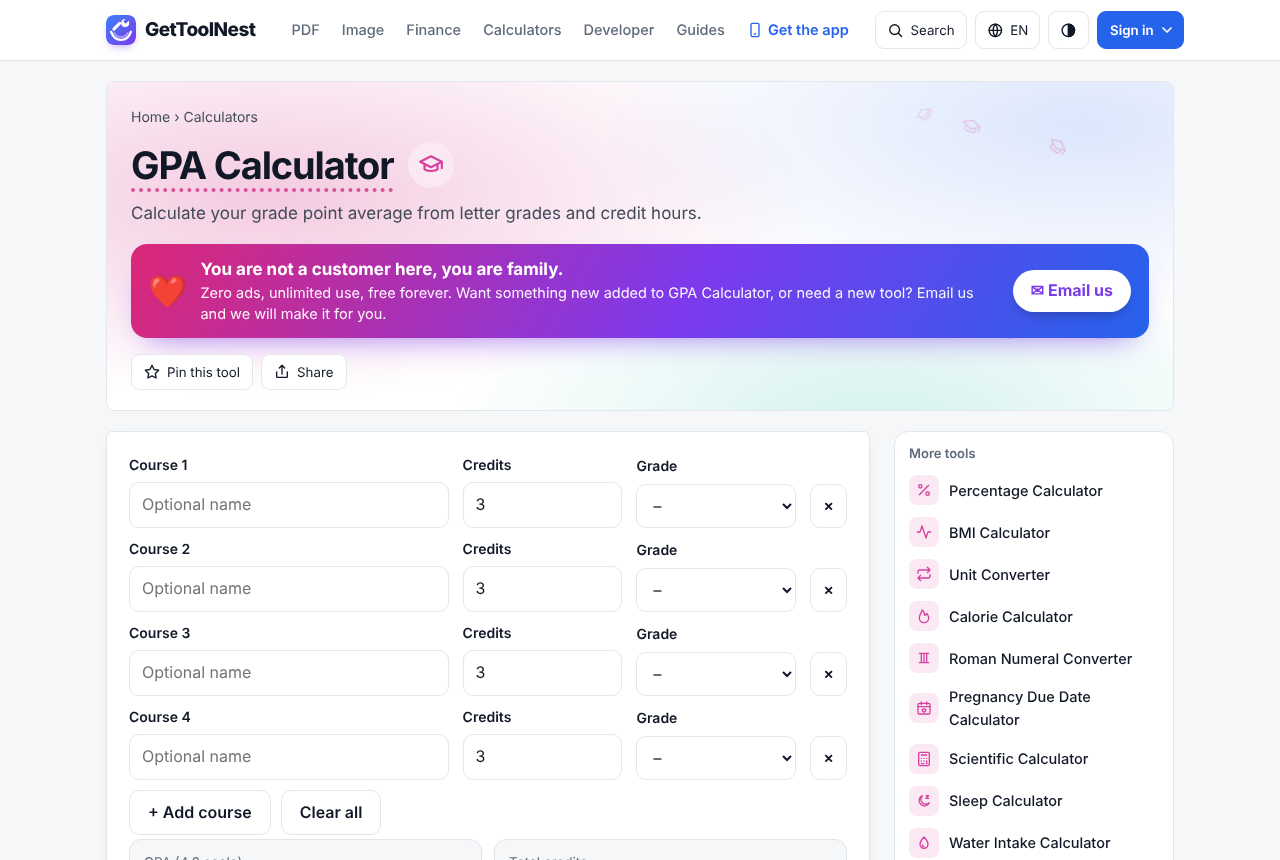 GetToolNest
PDF
Image
Finance
Calculators
Developer
Guides
Get the app
Search
EN
Sign in
Home › Calculators
GPA Calculator
Calculate your grade point average from letter grades and credit hours.
You are not a customer here, you are family.
Zero ads, unlimited use, free forever. Want something new added to GPA Calculator, or need a new tool? Email us
and we will make it for you.
✉ Email us
Pin this tool
Share
Course 1
Credits
Grade
Optional name
3
–
×
Course 2
Credits
Grade
Optional name
3
–
×
Course 3
Credits
Grade
Optional name
3
–
×
Course 4
Credits
Grade
Optional name
3
–
×
+ Add course
Clear all
More tools
Percentage Calculator
BMI Calculator
Unit Converter
Calorie Calculator
Roman Numeral Converter
Pregnancy Due Date
Calculator
Scientific Calculator
Sleep Calculator
Water Intake Calculator